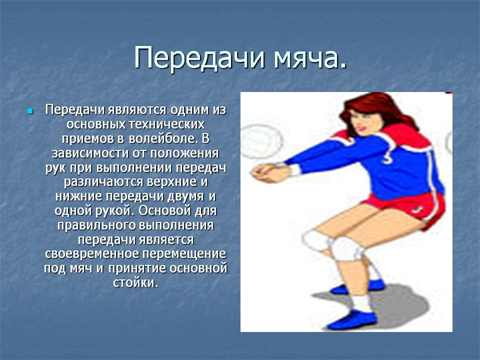 Передачи мяча.
Передачи являются одним из
основных технических
приемов в волейболе. В
зависимости от положения
рук при выполнении передач
различаются верхние и
нижние передачи двумя и
одной рукой. Основой для
правильного выполнения
передачи является
своевременное перемещение
под мяч и принятие основной
стойки.